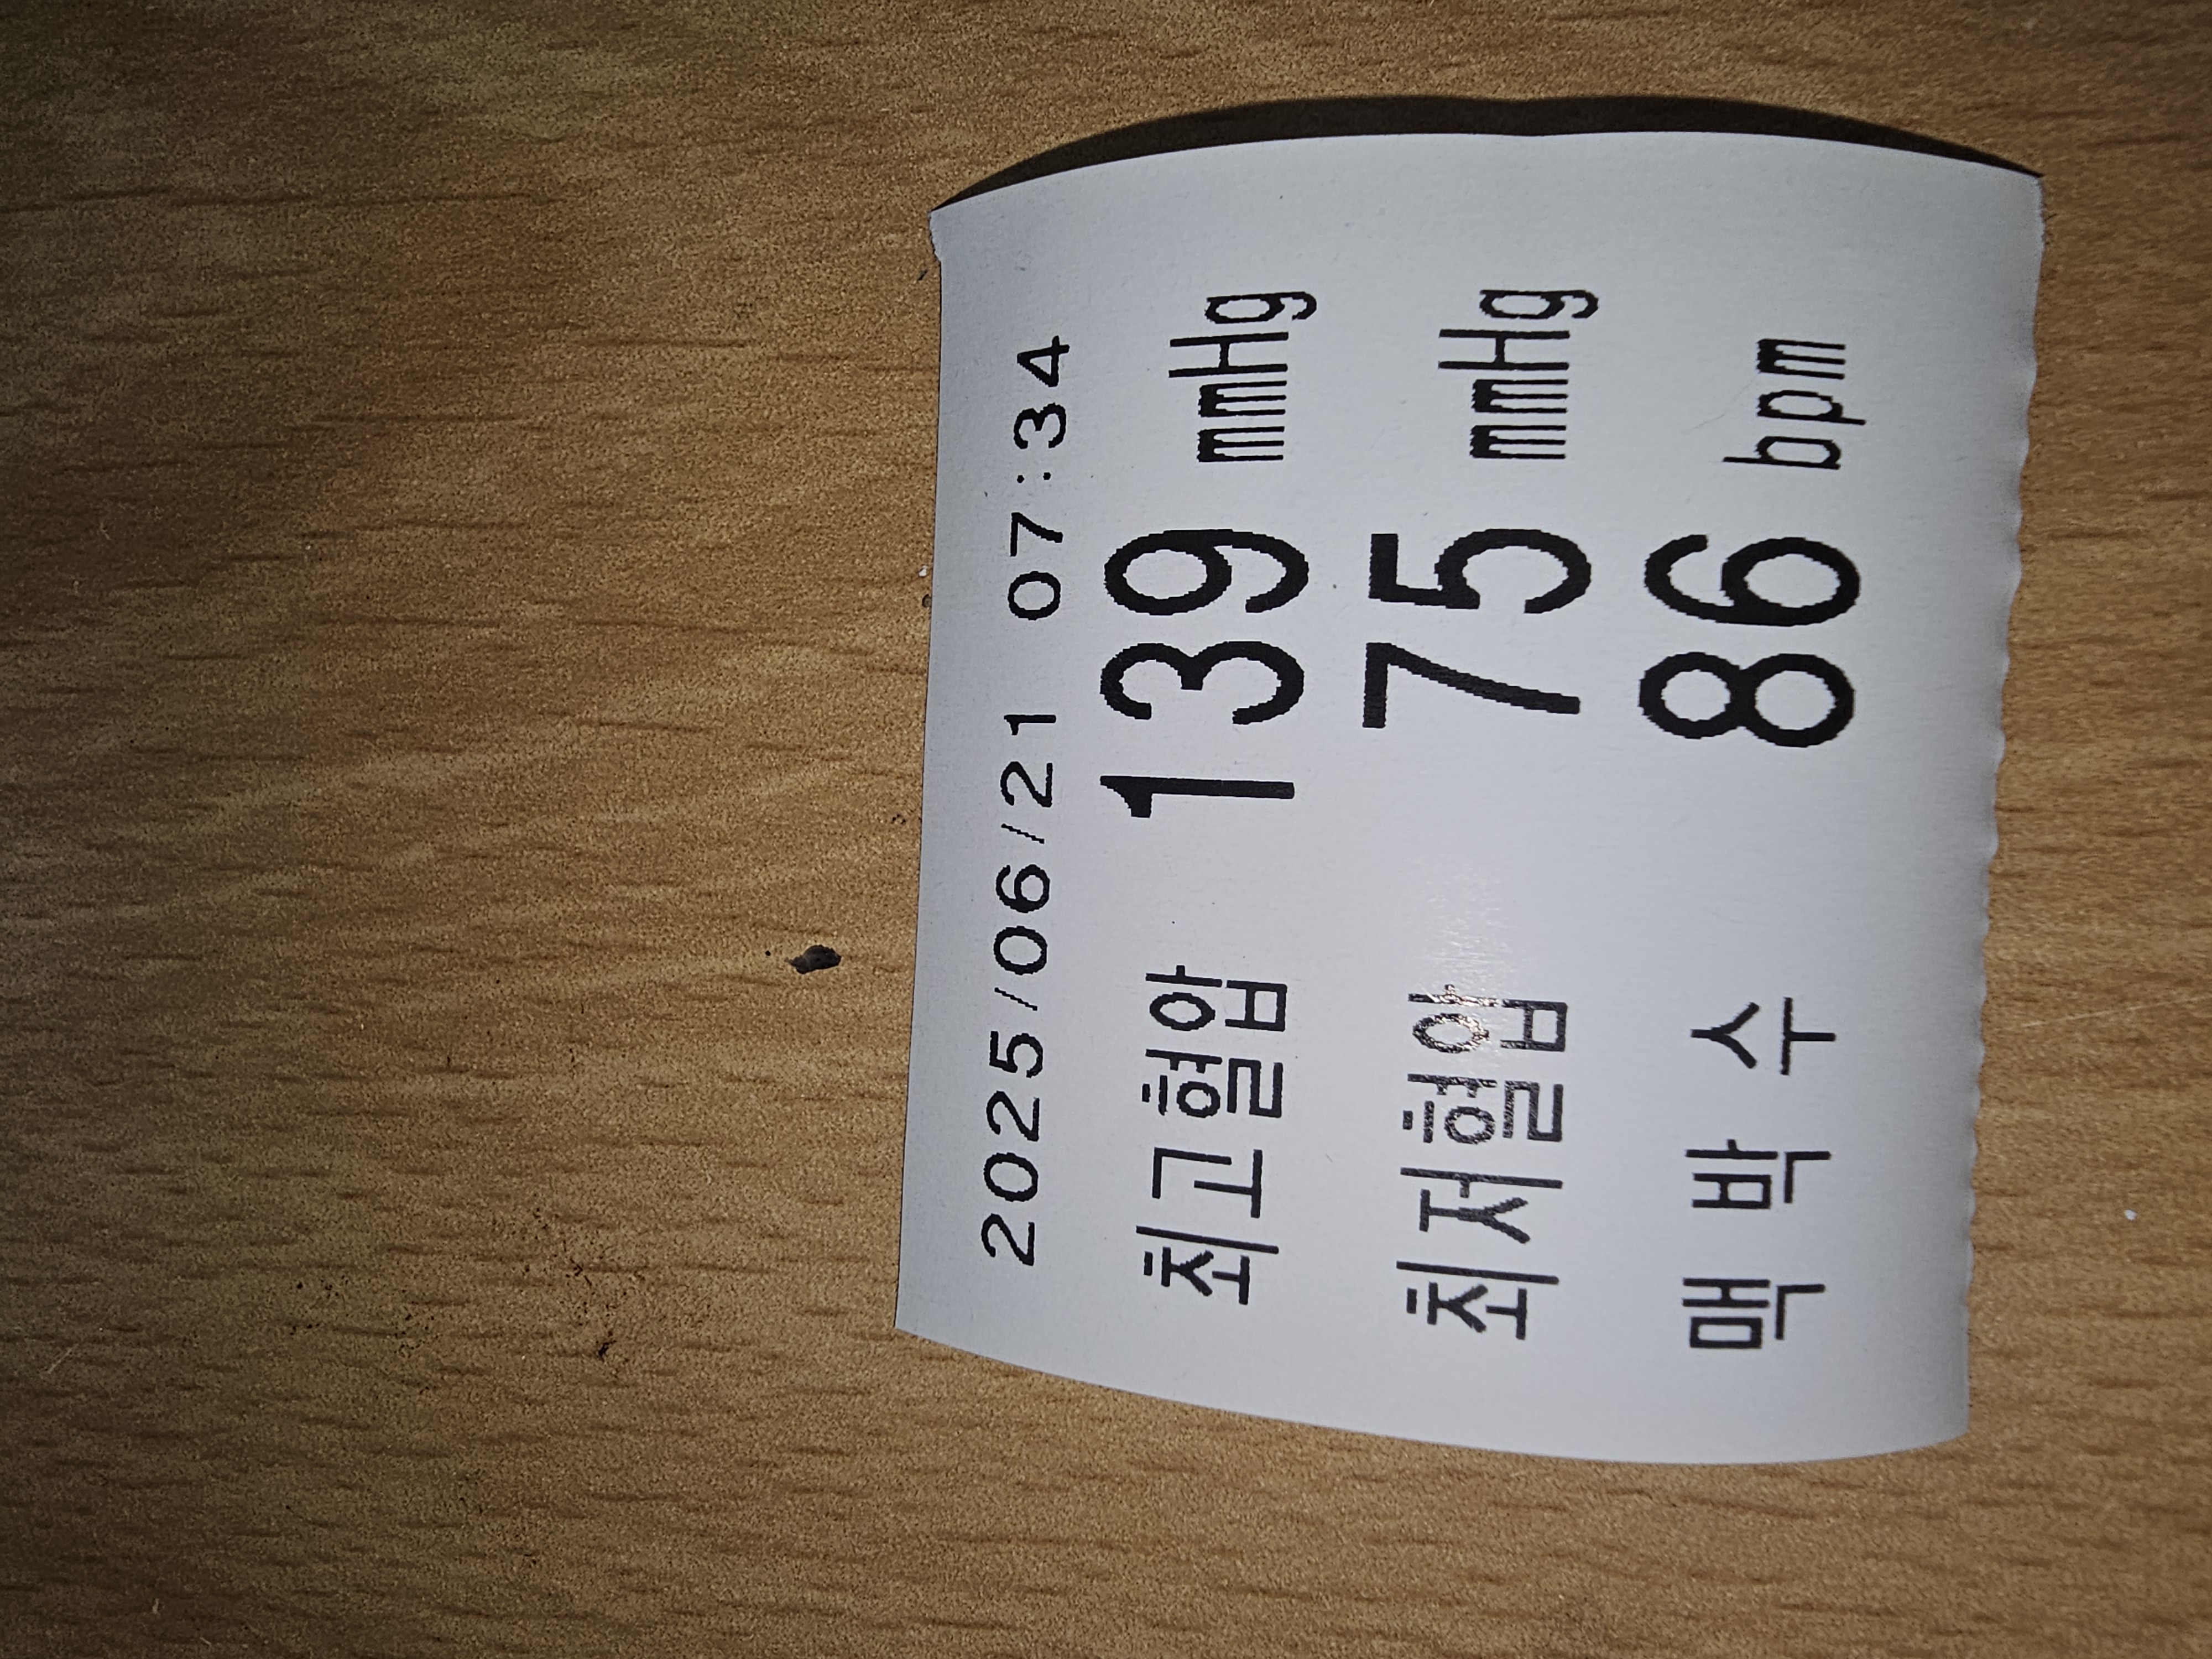 2025/06/21 07:34
최고혈압 139 mmHg
최저혈압 75 mmHg
맥 박 수 86 bpm